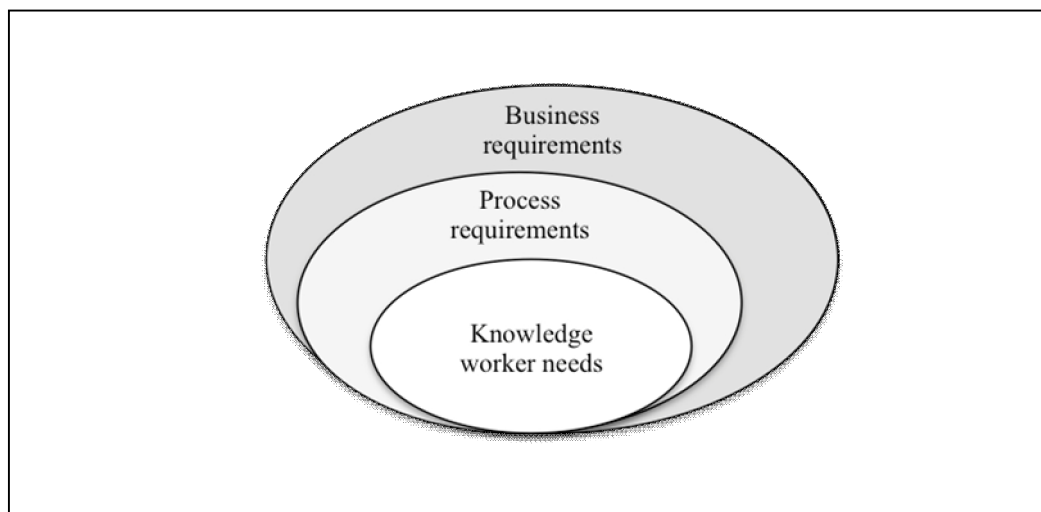 Business
requirements
Process
requirements
Knowledge
worker needs